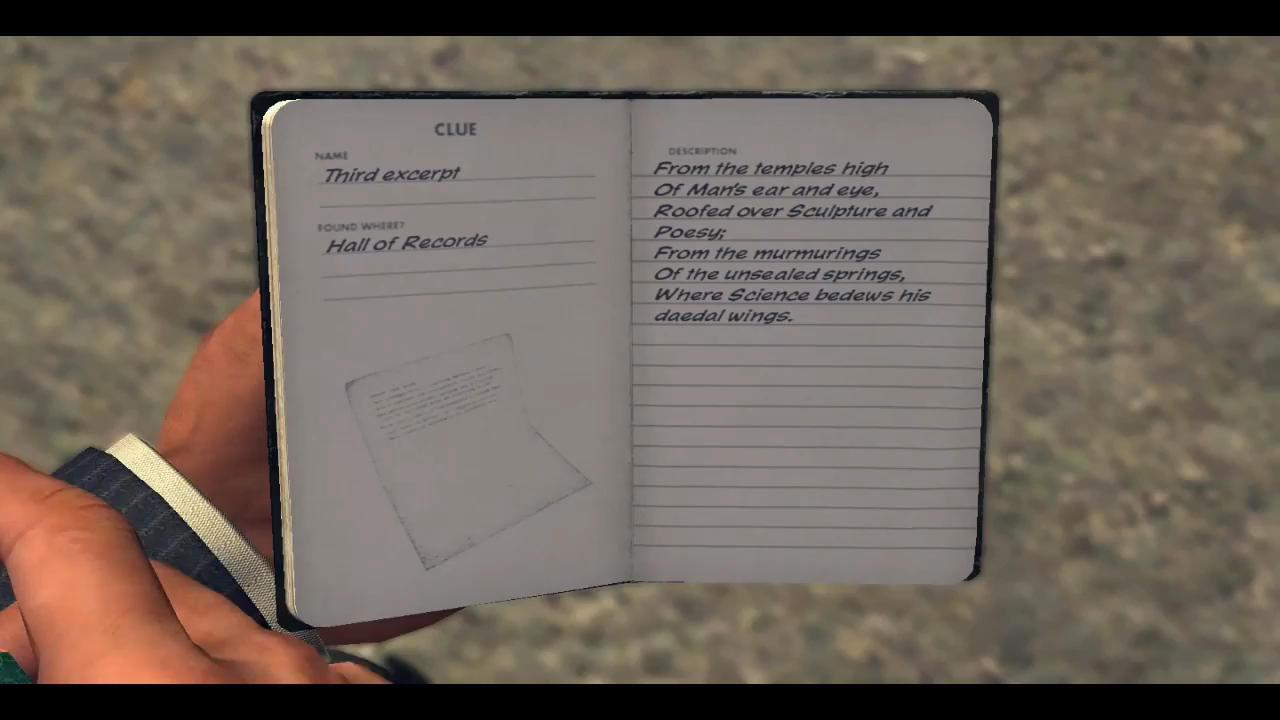 CLUE
NAME
Third excerpt
FOUND WHERE?
Hall of Records
DESCRIPTION
From the temples high
Of Man's ear and eye,
Roofed over Sculpture and
Poesy;
From the murmurings
Of the unsealed springs,
Where Science bedews his
daedal wings.